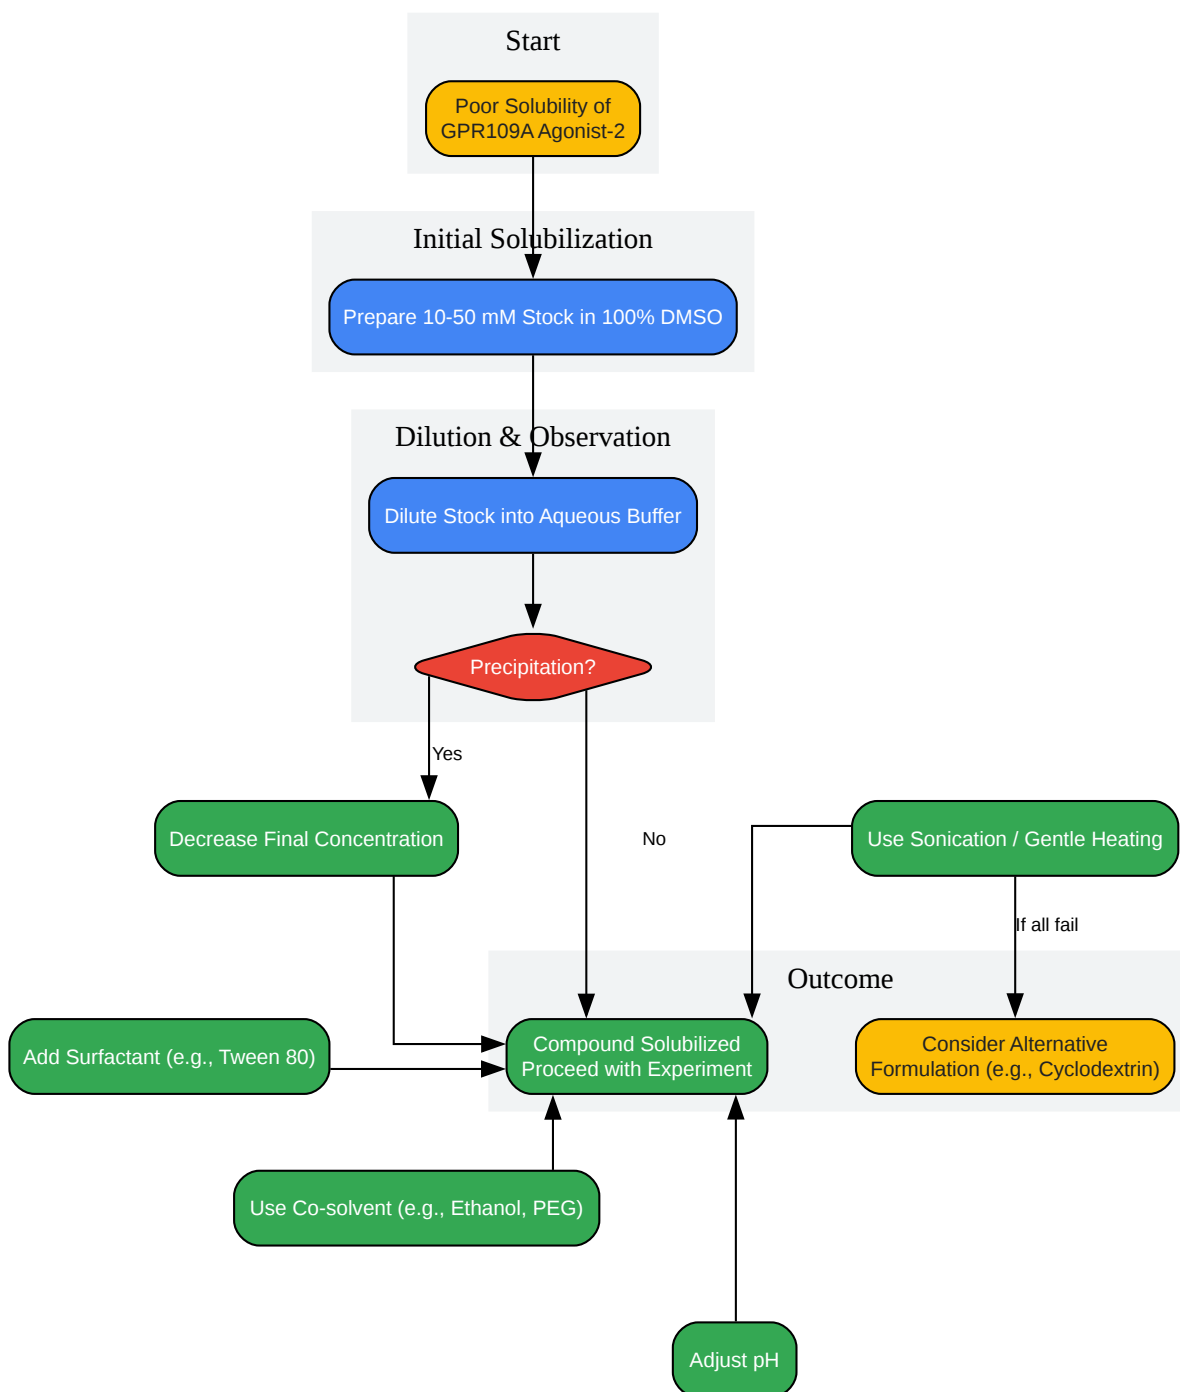 Start
Poor Solubility of
GPR109A Agonist-2
Initial Solubilization
Prepare 10-50 mM Stock in 100% DMSO
Dilution & Observation
Dilute Stock into Aqueous Buffer
Precipitation?
Yes
Decrease Final Concentration
No
Use Sonication / Gentle Heating
If all fail
Outcome
Add Surfactant (e.g., Tween 80)
Compound Solubilized
Proceed with Experiment
Consider Alternative
Formulation (e.g., Cyclodextrin)
Use Co-solvent (e.g., Ethanol, PEG)
Adjust pH